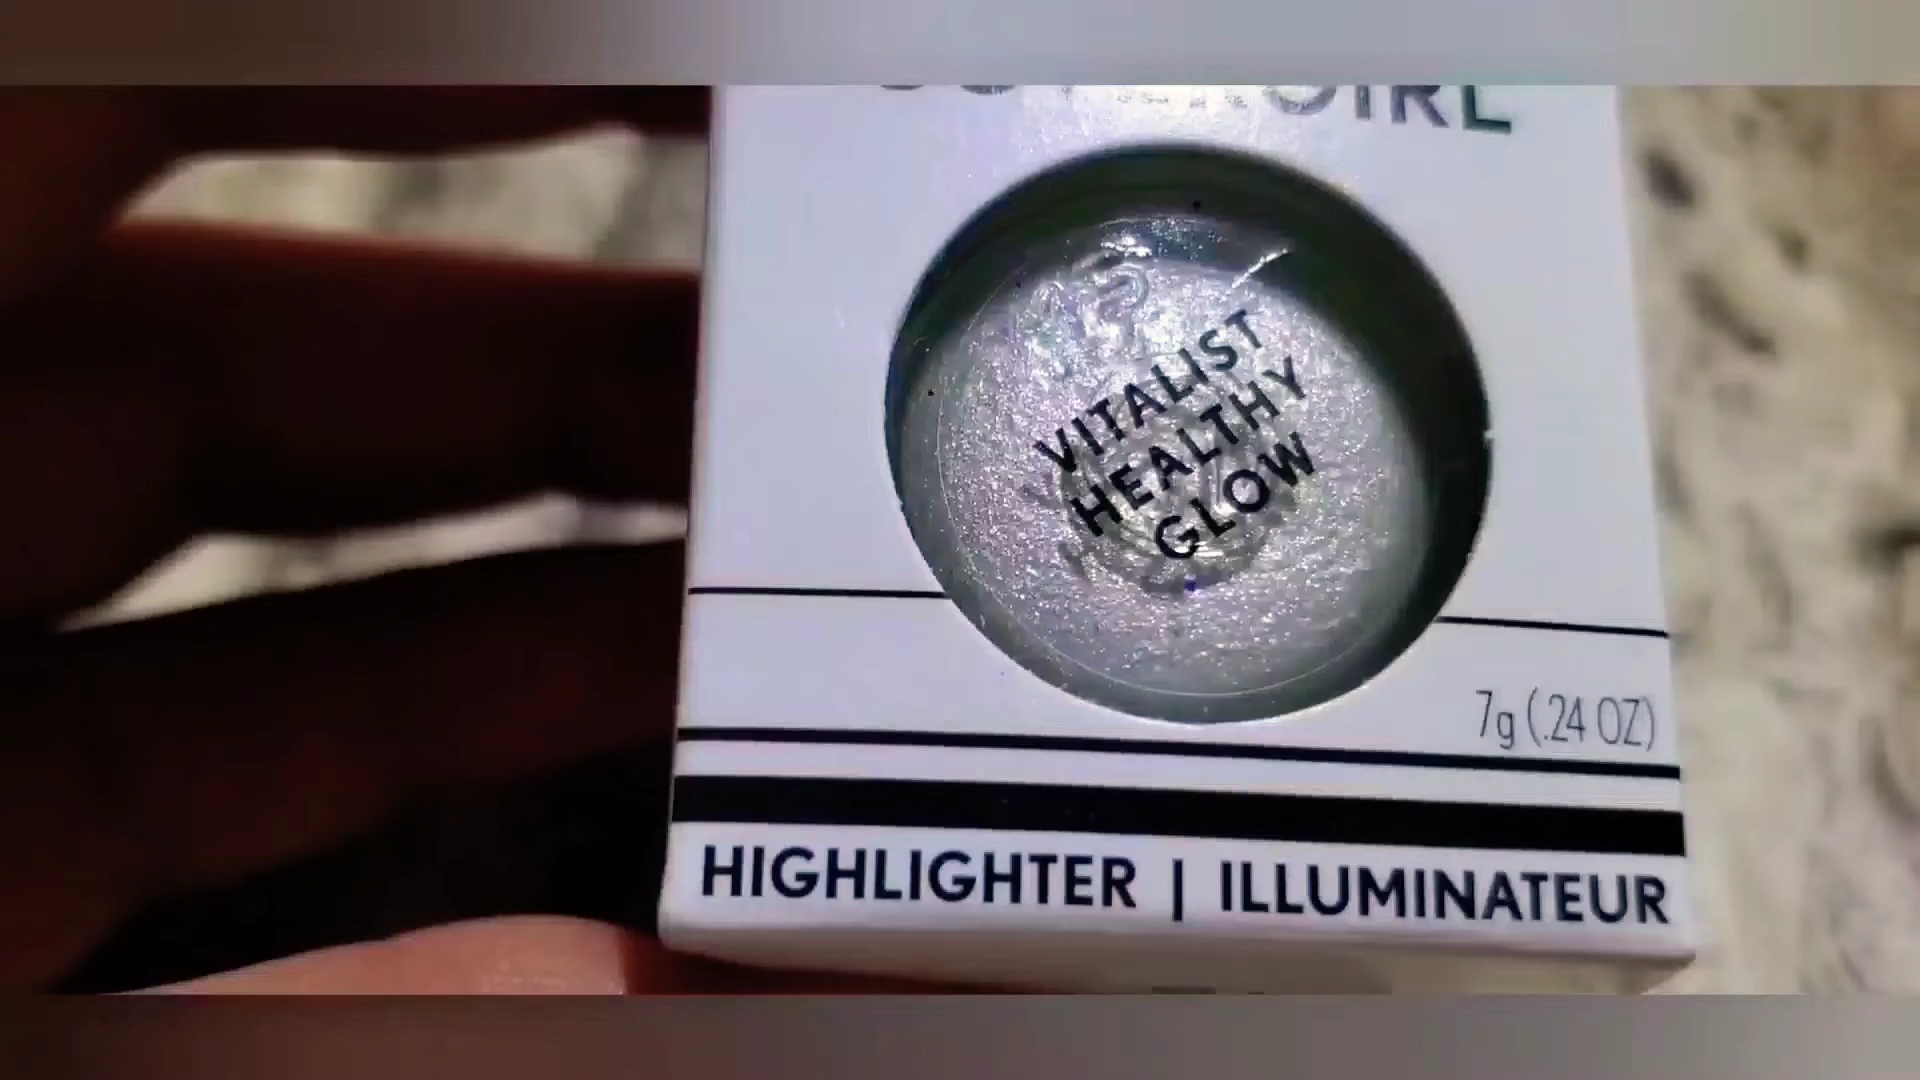 VITALIST
HEALTHY
GLOW
7g (.24 OZ)
HIGHLIGHTER | ILLUMINATEUR